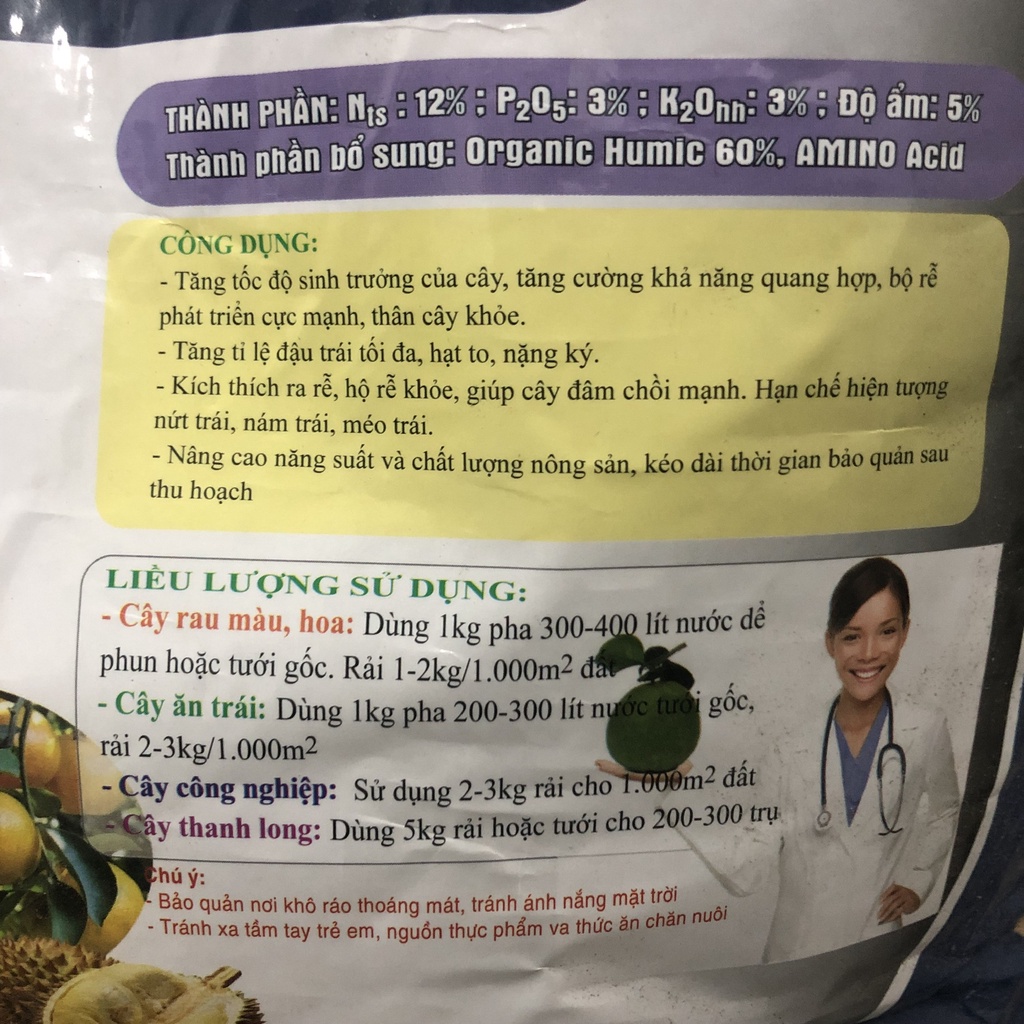 THÀNH PHẦN: Nts : 12% ; P2O5: 3% ; K2Ohh: 3% ; Độ ẩm: 5%
Thành phần bổ sung: Organic Humic 60%, AMINO Acid
CÔNG DỤNG:
- Tăng tốc độ sinh trưởng của cây, tăng cường khả năng quang hợp, bộ rễ
phát triển cực mạnh, thân cây khỏe.
- Tăng tỉ lệ đậu trái tối đa, hạt to, nặng ký.
- Kích thích ra rễ, hộ rễ khỏe, giúp cây đâm chồi mạnh. Hạn chế hiện tượng
nứt trái, nám trái, méo trái.
- Nâng cao năng suất và chất lượng nông sản, kéo dài thời gian bảo quản sau
thu hoạch
LIỀU LƯỢNG SỬ DỤNG:
- Cây rau màu, hoa: Dùng 1kg pha 300-400 lít nước dể
phun hoặc tưới gốc. Rải 1-2kg/1.000m2 đất
- Cây ăn trái: Dùng 1kg pha 200-300 lít nước tưới gốc,
rải 2-3kg/1.000m2
- Cây công nghiệp: Sử dụng 2-3kg rải cho 1.000m2 đất
- Cây thanh long: Dùng 5kg rải hoặc tưới cho 200-300 trụ
Chú ý:
- Bảo quản nơi khô ráo thoáng mát, tránh ánh nắng mặt trời
- Tránh xa tầm tay trẻ em, nguồn thực phẩm va thức ăn chăn nuôi